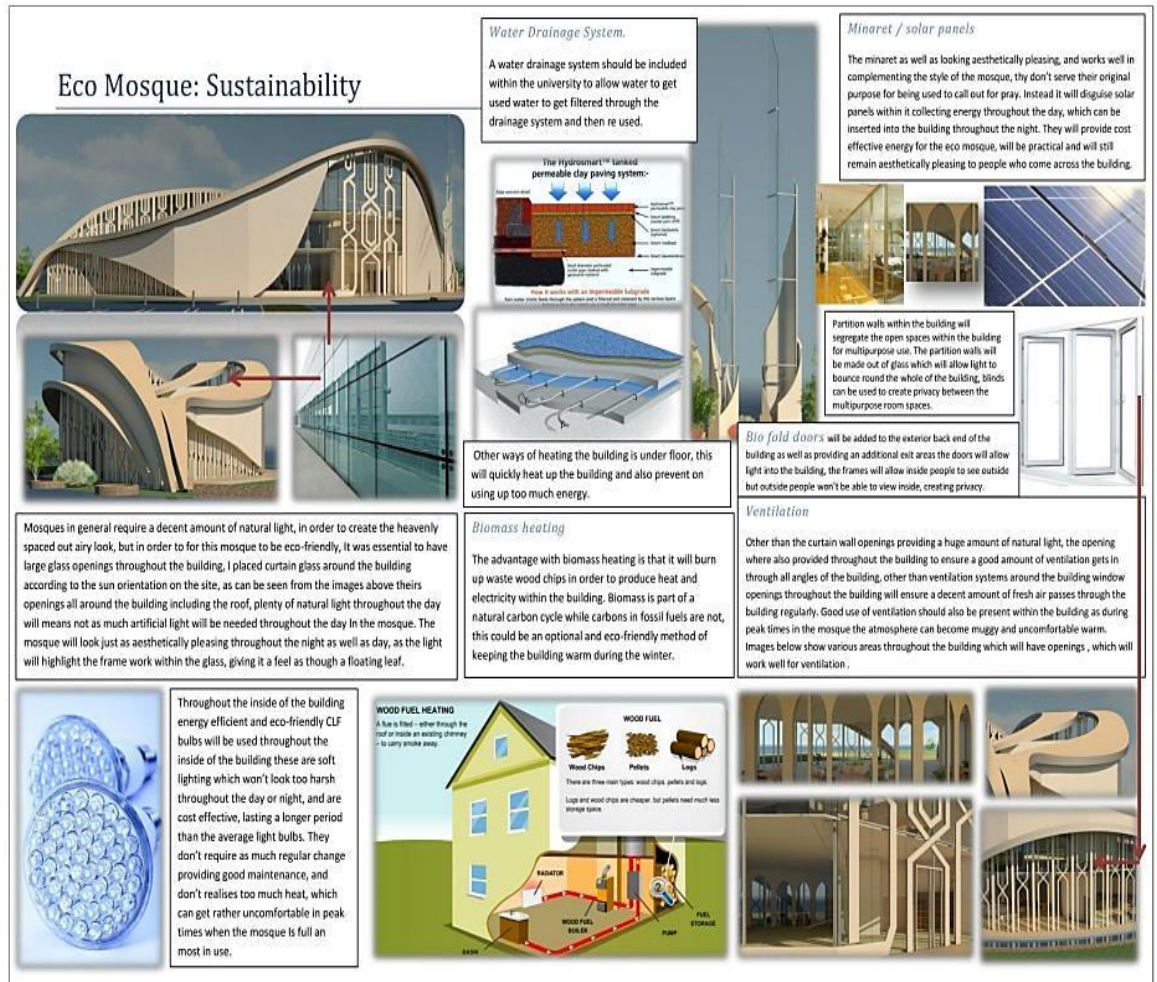 Eco Mosque: Sustainability
Water Drainage System.
A water drainage system should be included
within the university to allow water to get
used water to get filtered through the
drainage system and then re used.
Minaret / solar panels
The minaret as well as looking aesthetically pleasing, and works well in
complementing the style of the mosque, thy don't serve their original
purpose for being used to call out for pray. Instead it will disguise solar
panels within it collecting energy throughout the day, which can be
inserted into the building throughout the night. They will provide cost
effective energy for the eco mosque, will be practical and will still
remain aesthetically pleasing to people who come across the building.
The Hydrosmart™ tanked
permeable clay paving system:-
How it works with an Impermeable Subgrade
Partition walls within the building will
segregate the open spaces within the building
for multipurpose use. The partition walls will
be made out of glass which will allow light to
bounce round the whole of the building, blinds
can be used to create privacy between the
multipurpose room spaces.
Other ways of heating the building is under floor, this
will quickly heat up the building and also prevent on
using up too much energy.
Bio fold doors will be added to the exterior back end of the
building as well as providing an additional exit areas the doors will allow
light into the building, the frames will allow inside people to see outside
but outside people won't be able to view inside, creating privacy.
Mosques in general require a decent amount of natural light, in order to create the heavenly
spaced out airy look, but in order to for this mosque to be eco-friendly, It was essential to have
large glass openings throughout the building, I placed curtain glass around the building
according to the sun orientation on the site, as can be seen from the images above theirs
openings all around the building including the roof, plenty of natural light throughout the day
will means not as much artificial light will be needed throughout the day In the mosque. The
mosque will look just as aesthetically pleasing throughout the night as well as day, as the light
will highlight the frame work within the glass, giving it a feel as though a floating leaf.
Biomass heating
The advantage with biomass heating is that it will burn
up waste wood chips in order to produce heat and
electricity within the building. Biomass is part of a
natural carbon cycle while carbons in fossil fuels are not,
this could be an optional and eco-friendly method of
keeping the building warm during the winter.
Ventilation
Other than the curtain wall openings providing a huge amount of natural light, the opening
where also provided throughout the building to ensure a good amount of ventilation gets in
through all angles of the building, other than ventilation systems around the building window
openings throughout the building will ensure a decent amount of fresh air passes through the
building regularly. Good use of ventilation should also be present within the building as during
peak times in the mosque the atmosphere can become muggy and uncomfortable warm.
Images below show various areas throughout the building which will have openings , which will
work well for ventilation .
Throughout the inside of the building
energy efficient and eco-friendly CLF
bulbs will be used throughout the
inside of the building these are soft
lighting which won't look too harsh
throughout the day or night, and are
cost effective, lasting a longer period
than the average light bulbs. They
don't require as much regular change
providing good maintenance, and
don't realises too much heat, which
can get rather uncomfortable in peak
times when the mosque Is full an
most in use.
WOOD FUEL HEATING
A flue is fitted – either through the
roof or inside an existing chimney
– to carry smoke away.
WOOD FUEL
Wood Chips
Pellets
Logs
There are three main types: wood chips, pellets and logs.
Logs and wood chips are cheaper, but pellets need much less
storage space.
RADIATOR
WOOD FUEL
BOILER
FUEL
STORAGE
PUMP
BASIN